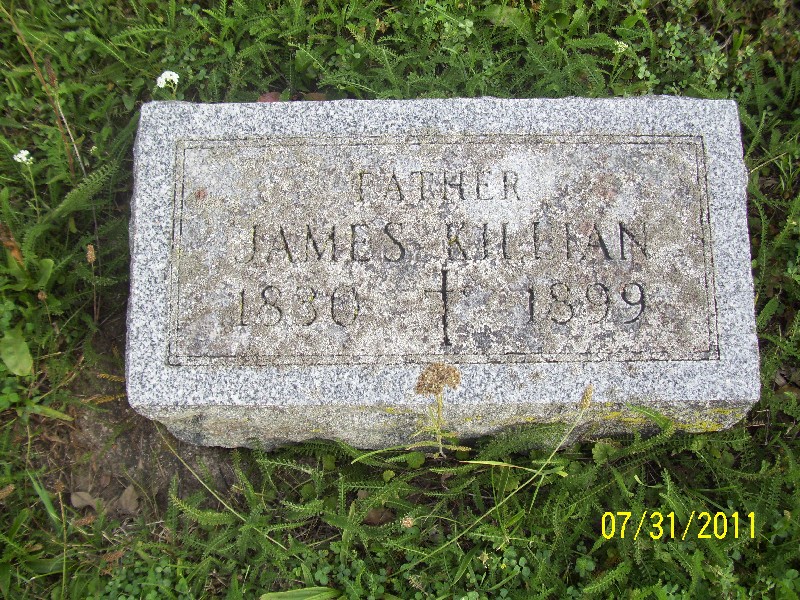 FATHER
JAMES KILLIAN
1830 1899
07/31/2011